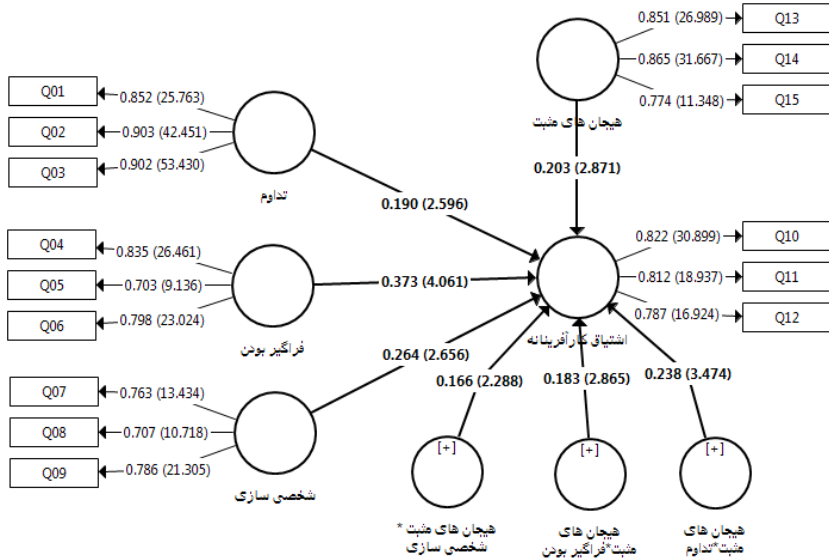 0.851 (26.989)
Q13
0.865 (31.667)
Q14
0.774 (11.348)
Q15
هیجان های مثبت
Q01
0.852 (25.763)
Q02
0.903 (42.451)
Q03
0.902 (53.430)
تداوم
0.203 (2.871)
0.190 (2.596)
Q04
0.835 (26.461)
Q05
0.703 (9.136)
Q06
0.798 (23.024)
فراگیر بودن
0.373 (4.061)
0.822 (30.899)
Q10
0.812 (18.937)
Q11
0.787 (16.924)
Q12
اشتیاق کارآفرینانه
Q07
0.763 (13.434)
Q08
0.707 (10.718)
Q09
0.786 (21.305)
شخصی سازی
0.264 (2.656)
0.166 (2.288)
0.183 (2.865)
0.238 (3.474)
[+]
هیجان های مثبت *
شخصی سازی
[+]
هیجان های
مثبت*فراگیر بودن
[+]
هیجان های
مثبت*تداوم